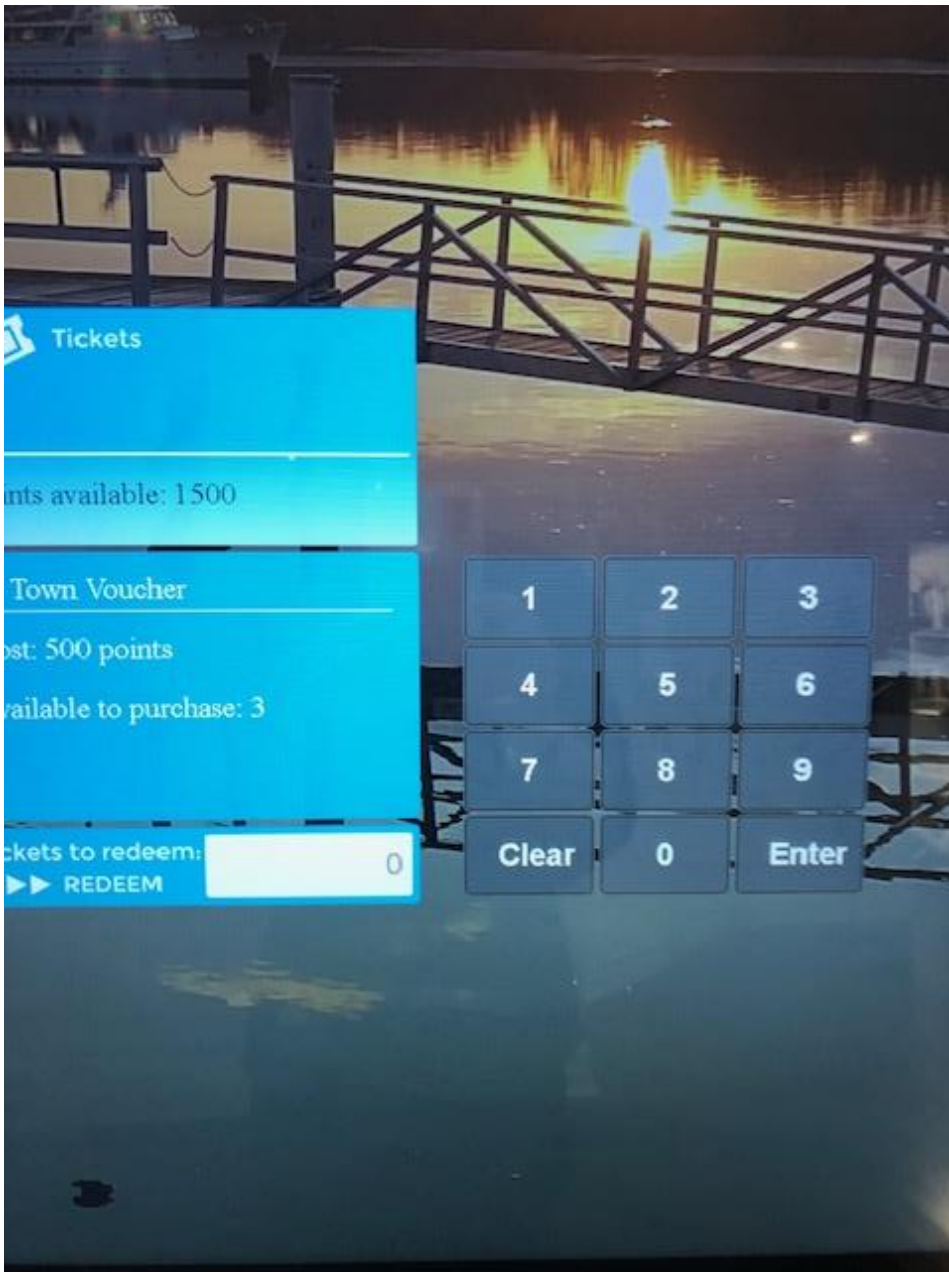 Tickets
ints available: 1500
Town Voucher
ost: 500 points
vailable to purchase: 3
ckets to redeem:
0
REDEEM
1 2 3
4 5 6
7 8 9
Clear 0 Enter